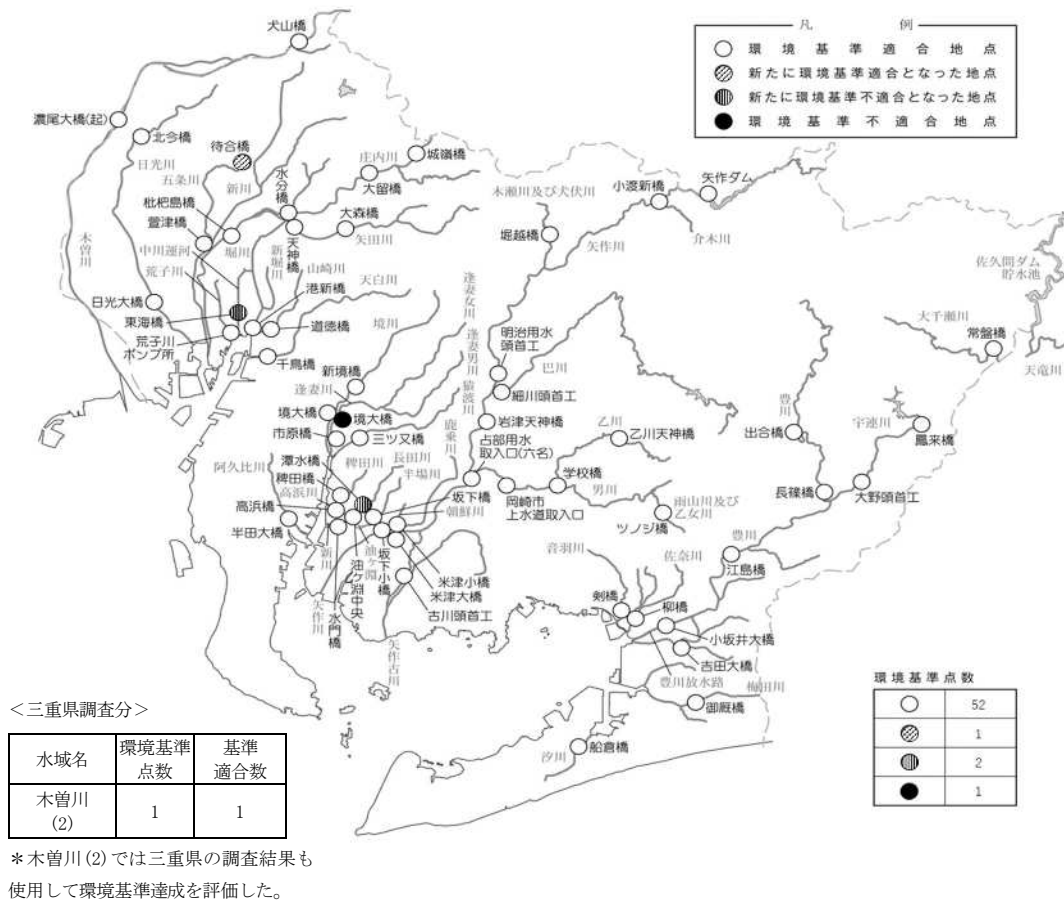 凡 例
環境基準適合地点
新たに環境基準適合となった地点
新たに環境基準不適合となった地点
環境基準不適合地点
犬山橋
濃尾大橋(起)
北今橋
日光川
待合橋
五条川
新川
水分橋
庄内川
城嶺橋
大留橋
枇杷島橋
萱津橋
大森橋
矢田川
天神橋
木曽川
中川運河
堀川
新堀川
荒子川
山崎川
天白川
港新橋
日光大橋
東海橋
道徳橋
荒子川
ポンプ所
千鳥橋
木瀬川及び犬伏川
小渡新橋
矢作ダム
堀越橋
矢作川
介木川
佐久間ダム
貯水池
大千瀬川
常盤橋
天竜川
逢妻女川
境川
逢妻男川
明治用水
頭首工
巴川
新境橋
逢妻川
猿渡川
細川頭首工
境大橋
境大橋
岩津天神橋
市原橋
三ツ又橋
鹿乗川
占部用水
取入口(六名)
乙川
乙川天神橋
豊川
出合橋
宇連川
鳳来橋
潭水橋
稗田川
長田川
半場川
阿久比川
稗田橋
高浜川
高浜橋
坂下橋
朝鮮川
学校橋
岡崎市
上水道取入口
男川
雨山川及び
乙女川
ツノジ橋
長篠橋
大野頭首工
半田大橋
新川
油ケ淵
油ケ淵中央
坂下小橋
米津小橋
米津大橋
古川頭首工
矢作川
水門橋
矢作古川
音羽川
佐奈川
豊川
江島橋
剣橋
柳橋
小坂井大橋
吉田大橋
豊川放水路
梅田川
御厩橋
汐川
船倉橋
環境基準点数
52
1
2
1
＜三重県調査分＞
水域名 環境基準点数 基準適合数
木曽川(2) 1 1
＊木曽川(2)では三重県の調査結果も
使用して環境基準達成を評価した。